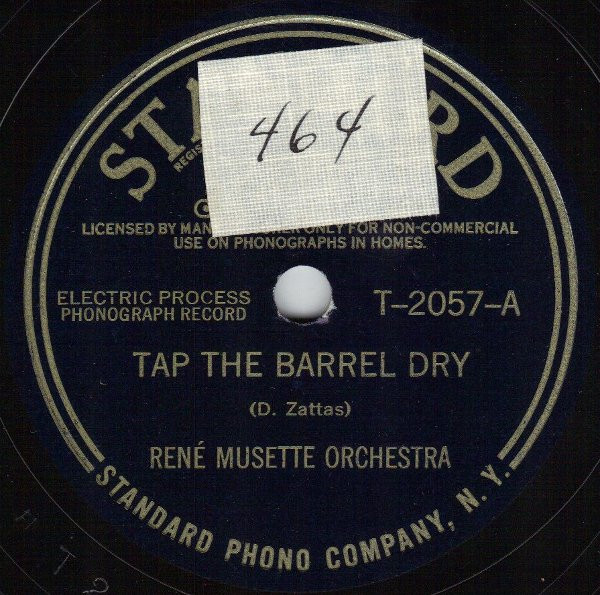 464
ELECTRIC PROCESS
PHONOGRAPH RECORD
T-2057-A
LICENSED BY ONLY FOR NON-COMMERCIAL
USE ON PHONOGRAPHS IN HOMES.
TAP THE BARREL DRY
(D. Zattas)
RENÉ MUSETTE ORCHESTRA
STANDARD PHONO COMPANY, N. Y.